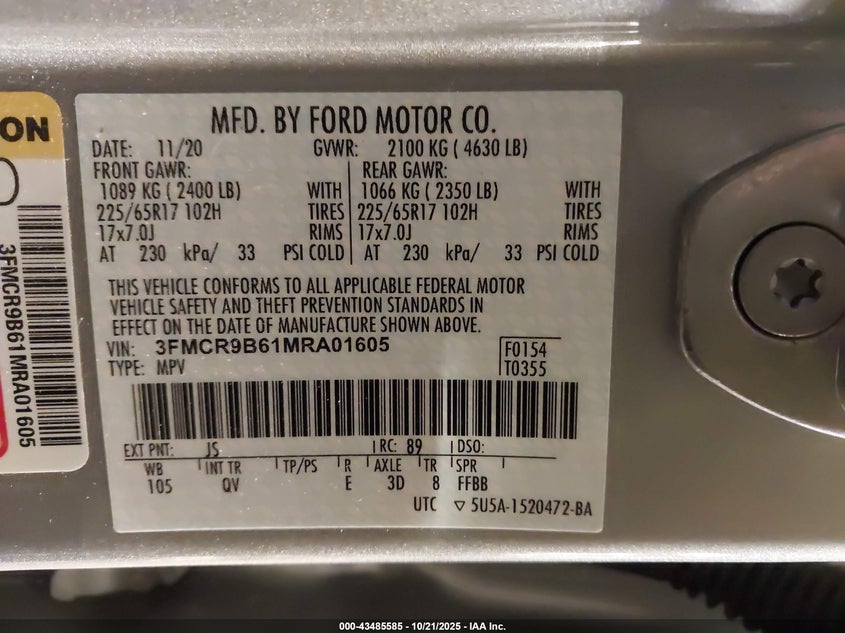 ON
3FMCR9B61MRA01605
MFD. BY FORD MOTOR CO.
DATE: 11/20 GVWR: 2100 KG ( 4630 LB)
FRONT GAWR: REAR GAWR:
1089 KG ( 2400 LB) WITH 1066 KG ( 2350 LB) WITH
225/65R17 102H TIRES 225/65R17 102H TIRES
17x7.0J RIMS 17x7.0J RIMS
AT 230 kPa/ 33 PSI COLD AT 230 kPa/ 33 PSI COLD
THIS VEHICLE CONFORMS TO ALL APPLICABLE FEDERAL MOTOR
VEHICLE SAFETY AND THEFT PREVENTION STANDARDS IN
EFFECT ON THE DATE OF MANUFACTURE SHOWN ABOVE.
VIN: 3FMCR9B61MRA01605 F0154
TYPE: MPV T0355
EXT PNT: JS RC: 89 DSO:
WB INT TR TP/PS R AXLE TR SPR
105 QV E 3D 8 FFBB
UTC ▽ 5U5A-1520472-BA
000-43485585 - 10/21/2025 - IAA Inc.